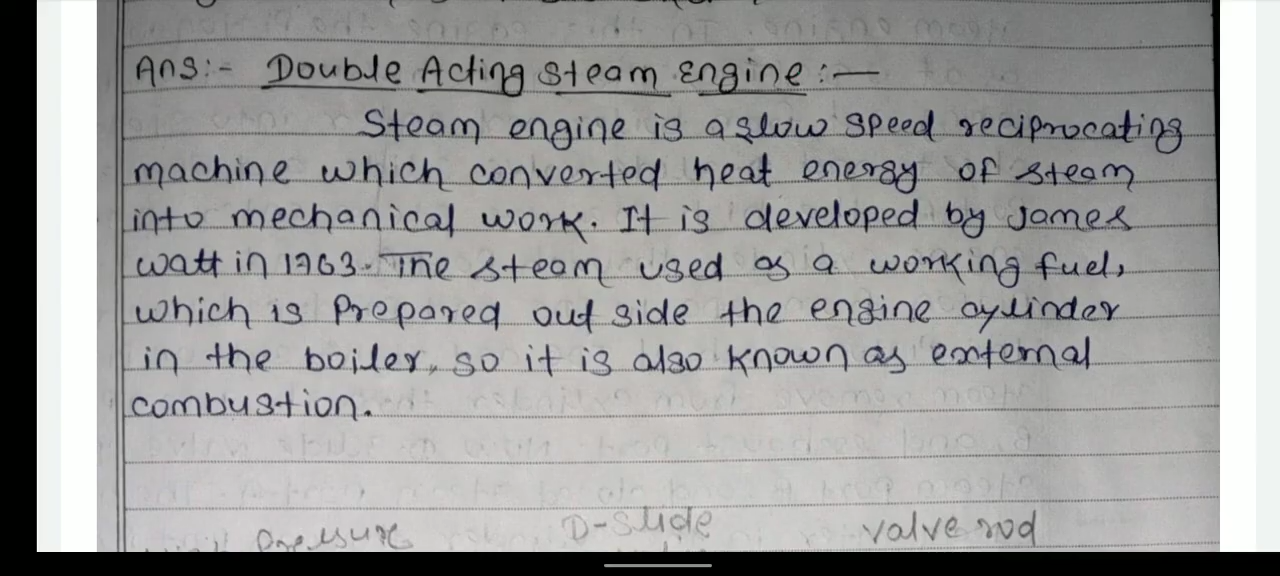 Ans:- Double Acting steam engine :—
Steam engine is a slow speed reciprocating
machine which converted heat energy of steam
into mechanical work. It is developed by James
watt in 1763. The steam used as a working fuel,
which is prepared out side the engine cylinder
in the boiler, so it is also known as external
combustion.
D-slide valve rod
pressure